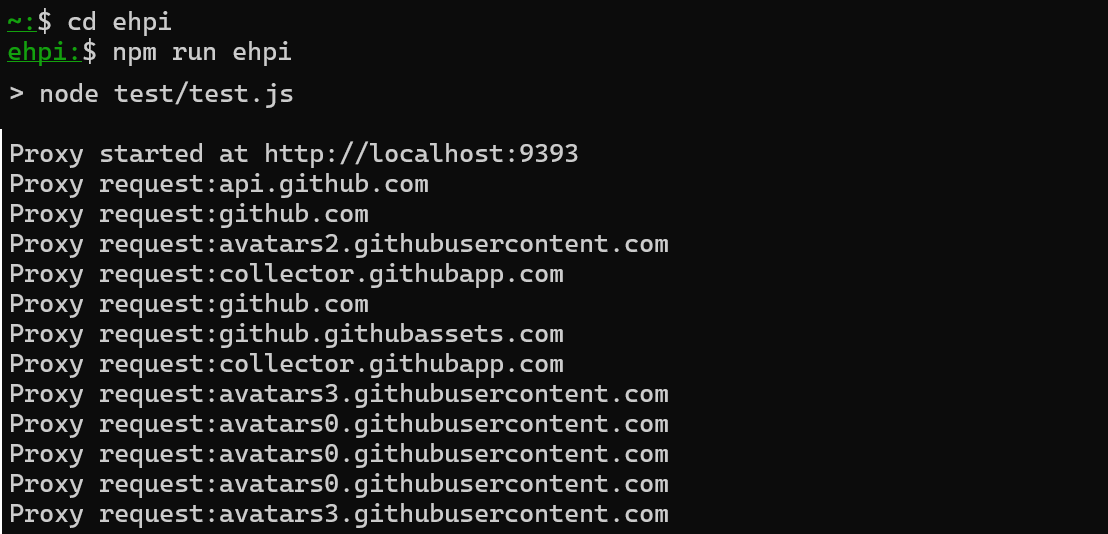 ~:$ cd ehpi
ehpi:$ npm run ehpi
> node test/test.js
Proxy started at http://localhost:9393
Proxy request:api.github.com
Proxy request:github.com
Proxy request:avatars2.githubusercontent.com
Proxy request:collector.githubapp.com
Proxy request:github.com
Proxy request:github.githubassets.com
Proxy request:collector.githubapp.com
Proxy request:avatars3.githubusercontent.com
Proxy request:avatars0.githubusercontent.com
Proxy request:avatars0.githubusercontent.com
Proxy request:avatars0.githubusercontent.com
Proxy request:avatars3.githubusercontent.com